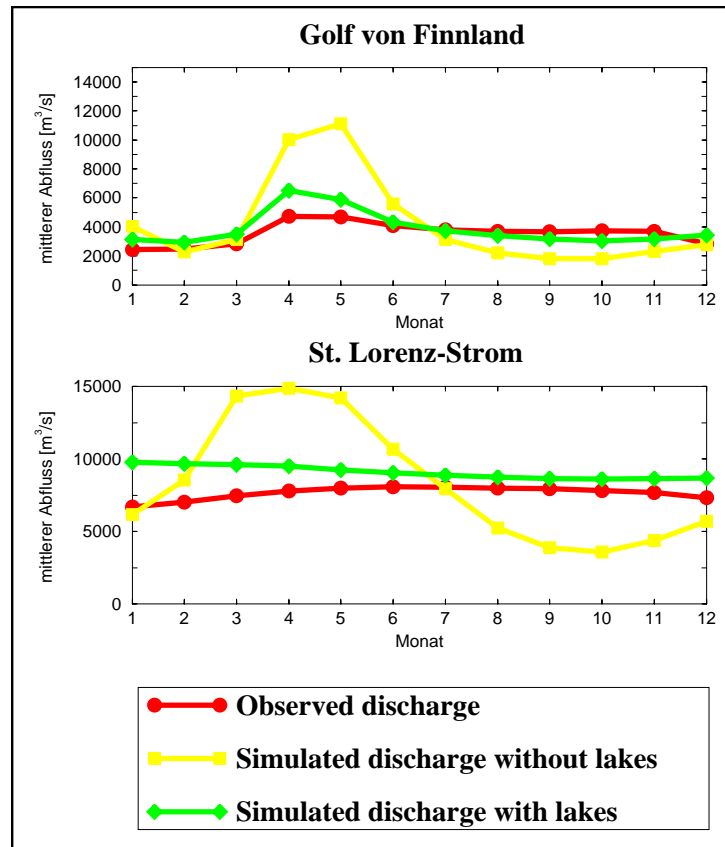 Golf von Finnland
mittlerer Abfluss [m³/s]
14000
12000
10000
8000
6000
4000
2000
0
1 2 3 4 5 6 7 8 9 10 11 12
Monat
St. Lorenz-Strom
mittlerer Abfluss [m³/s]
15000
10000
5000
0
1 2 3 4 5 6 7 8 9 10 11 12
Monat
Observed discharge
Simulated discharge without lakes
Simulated discharge with lakes